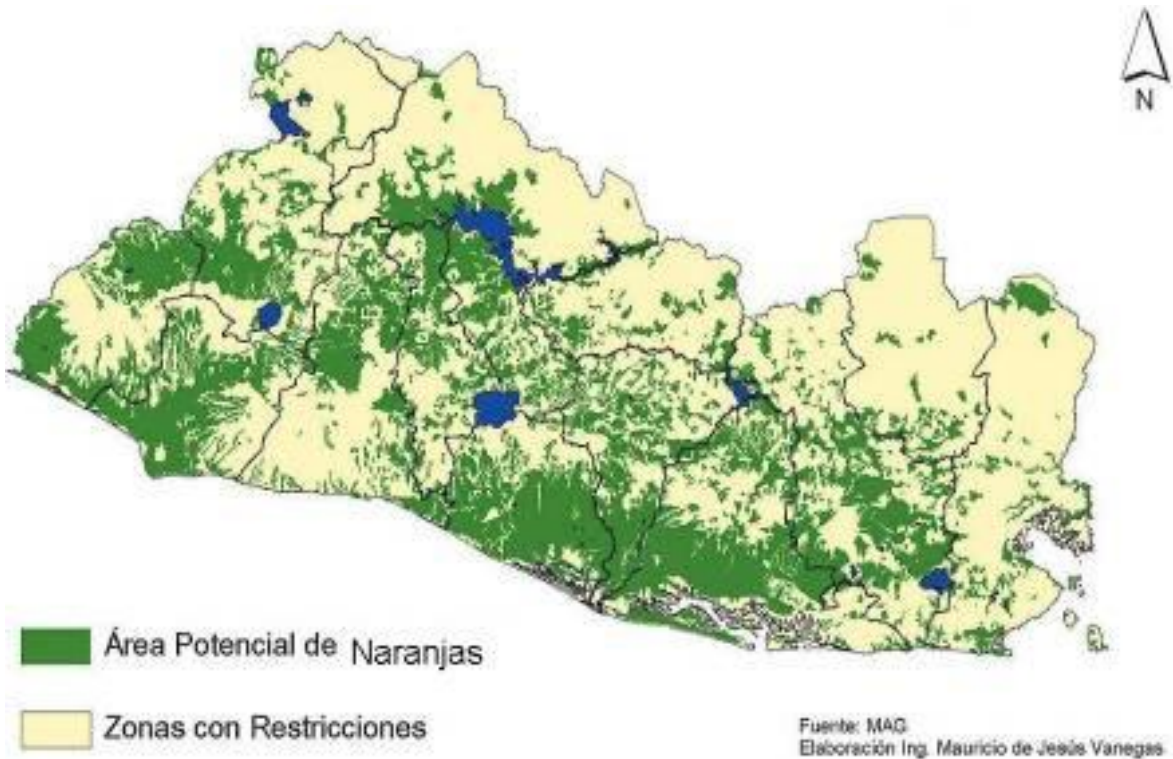 N
Área Potencial de Naranjas
Zonas con Restricciones
Fuente: MAG
Elaboración Ing. Mauricio de Jesús Vanegas